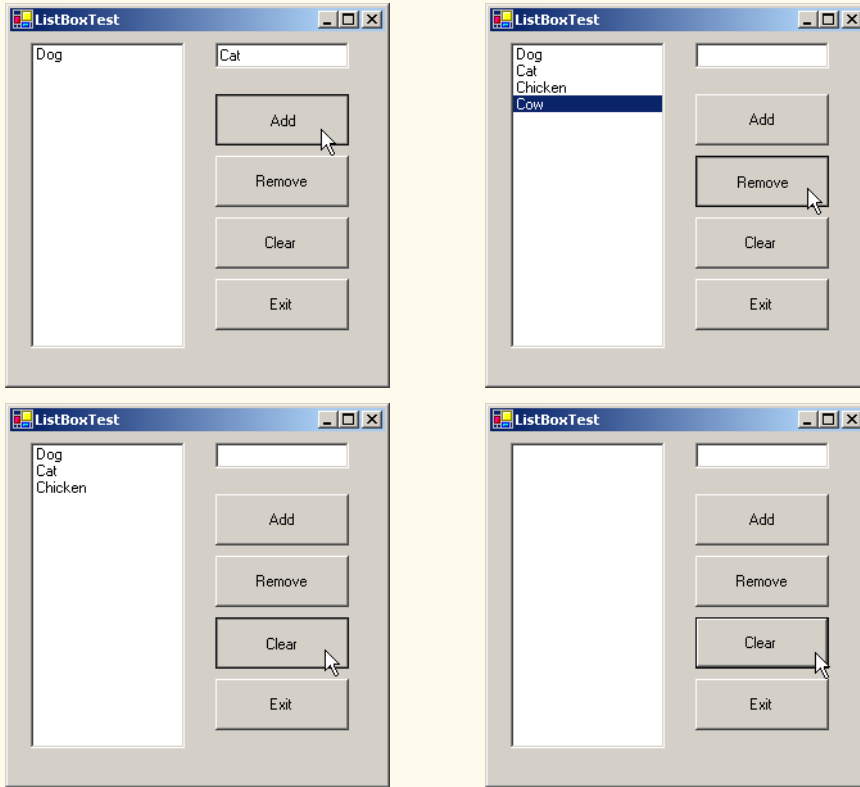 ListBoxTest
Dog
Cat
Add
Remove
Clear
Exit
ListBoxTest
Dog
Cat
Chicken
Cow
Add
Remove
Clear
Exit
ListBoxTest
Dog
Cat
Chicken
Add
Remove
Clear
Exit
ListBoxTest
Add
Remove
Clear
Exit